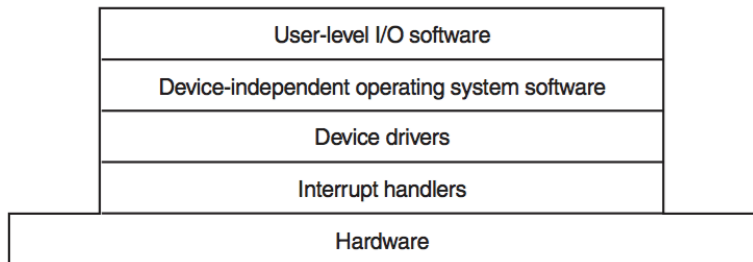 User-level I/O software
Device-independent operating system software
Device drivers
Interrupt handlers
Hardware